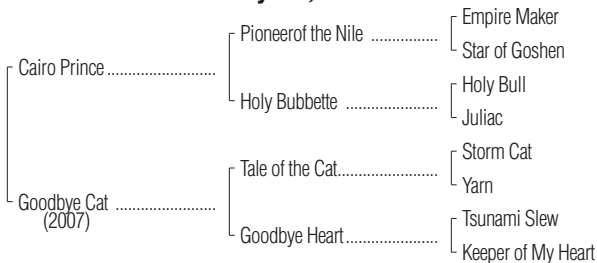 Empire Maker
Pioneerof the Nile ................
Star of Goshen
Cairo Prince ..........................
Holy Bull
Holy Bubbette ......................
Juliac
Storm Cat
Tale of the Cat........................
Yarn
Goodbye Cat ........................
(2007)
Tsunami Slew
Goodbye Heart......................
Keeper of My Heart